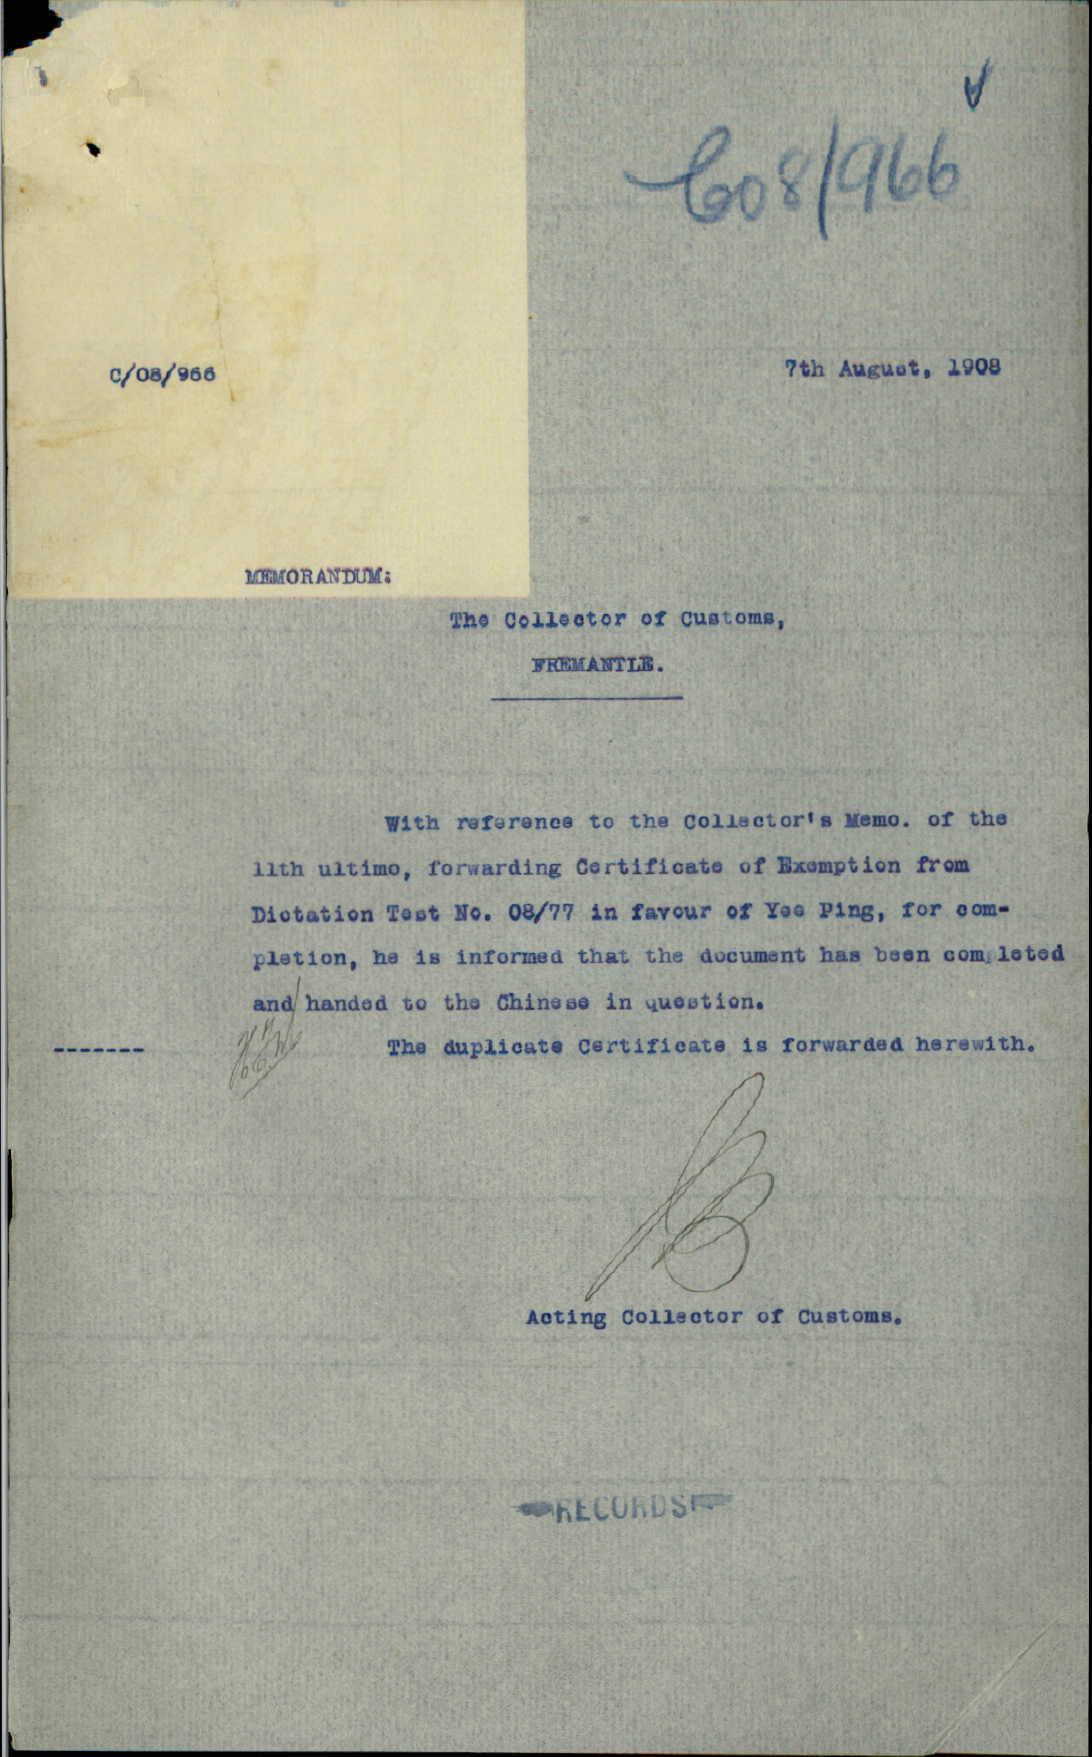 C08/966
C/08/966
7th August, 1908
MEMORANDUM:
The Collector of Customs,
FREMANTLE.
With reference to the Collector's Memo. of the
11th ultimo, forwarding Certificate of Exemption from
Dictation Test No. 08/77 in favour of Yee Ping, for com-
pletion, he is informed that the document has been completed
and handed to the Chinese in question.
------- The duplicate Certificate is forwarded herewith.
Acting Collector of Customs.
RECORDS